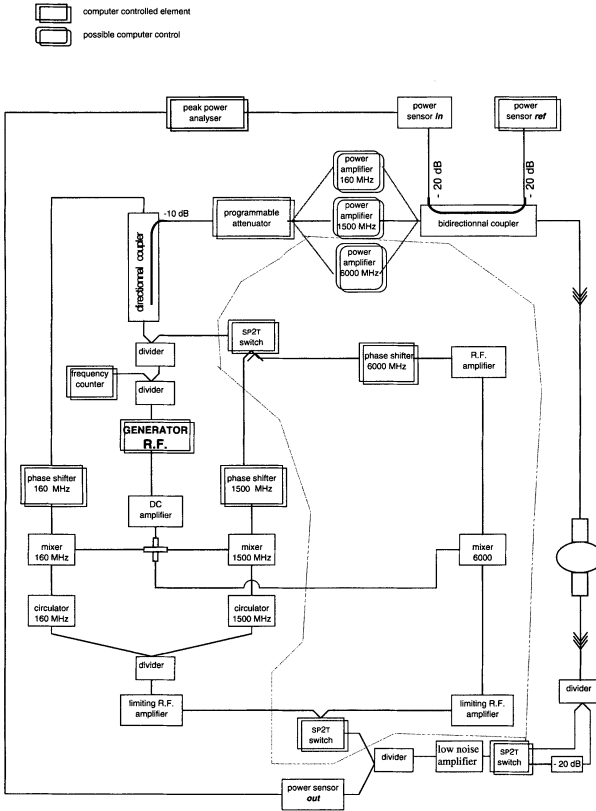 computer controlled element
possible computer control
peak power
analyser
power
sensor in
power
sensor ref
- 20 dB
- 20 dB
power
amplifier
160 MHz
-10 dB
programmable
attenuator
power
amplifier
1500 MHz
bidirectionnal coupler
directionnal coupler
power
amplifier
6000 MHz
SP2T
switch
divider
phase shifter
6000 MHz
R.F.
amplifier
frequency
counter
divider
GENERATOR
R.F.
phase shifter
160 MHz
phase shifter
1500 MHz
DC
amplifier
mixer
160 MHz
mixer
1500 MHz
mixer
6000
circulator
160 MHz
circulator
1500 MHz
divider
divider
limiting R.F.
amplifier
limiting R.F.
amplifier
SP2T
switch
divider
low noise
amplifier
SP2T
switch
- 20 dB
power sensor
out